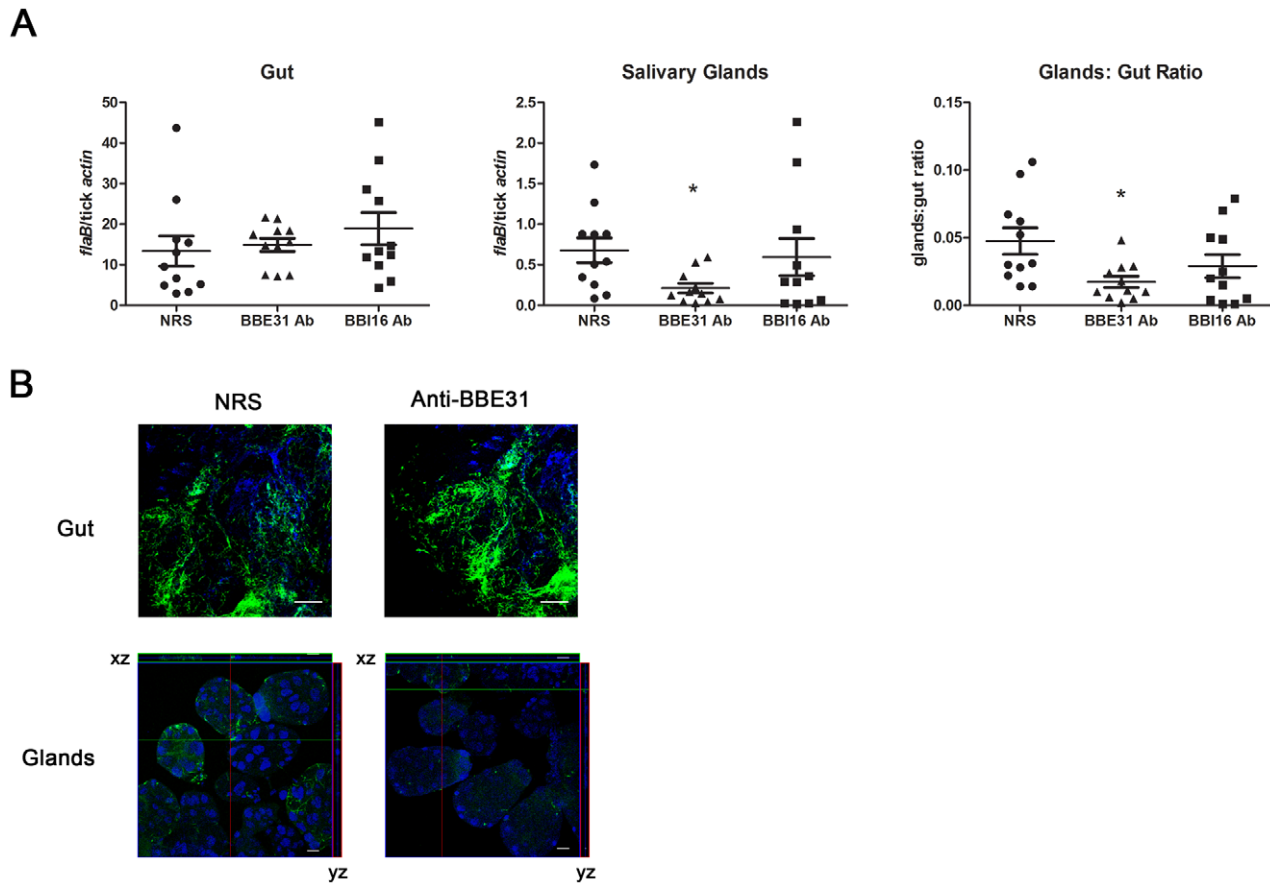 A
Gut
flaB/tick actin
50
40
30
20
10
0
NRS
BBE31 Ab
BBI16 Ab
Salivary Glands
flaB/tick actin
2.5
2.0
1.5
1.0
0.5
0.0
*
NRS
BBE31 Ab
BBI16 Ab
Glands: Gut Ratio
glands:gut ratio
0.15
0.10
0.05
0.00
*
NRS
BBE31 Ab
BBI16 Ab
B
NRS
Anti-BBE31
Gut
xz
xz
Glands
yz
yz